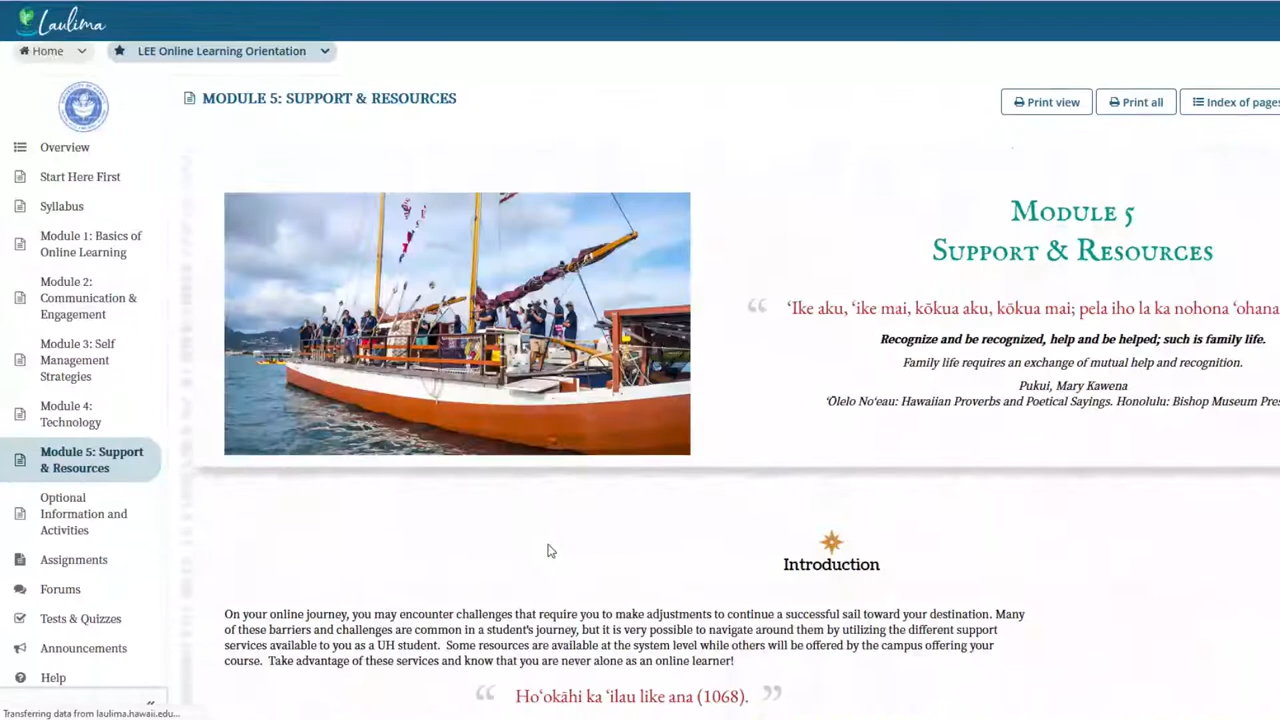 Laulima
Home
LEE Online Learning Orientation
MODULE 5: SUPPORT & RESOURCES
Print view
Print all
Index of pages
Overview
Start Here First
Syllabus
Module 1: Basics of
Online Learning
Module 2:
Communication &
Engagement
Module 3: Self
Management
Strategies
Module 4:
Technology
Module 5: Support
& Resources
Optional
Information and
Activities
Assignments
Forums
Tests & Quizzes
Announcements
Help
Module 5
Support & Resources
“ ʻIke aku, ʻike mai, kōkua aku, kōkua mai; pela iho la ka nohona ʻohana
Recognize and be recognized, help and be helped; such is family life.
Family life requires an exchange of mutual help and recognition.
Pukui, Mary Kawena
ʻŌlelo Noʻeau: Hawaiian Proverbs and Poetical Sayings. Honolulu: Bishop Museum Pres
Introduction
On your online journey, you may encounter challenges that require you to make adjustments to continue a successful sail toward your destination. Many
of these barriers and challenges are common in a student's journey, but it is very possible to navigate around them by utilizing the different support
services available to you as a UH student. Some resources are available at the system level while others will be offered by the campus offering your
course. Take advantage of these services and know that you are never alone as an online learner!
“ Hoʻokāhi ka ʻilau like ana (1068). ”
Transferring data from laulima.hawaii.edu...